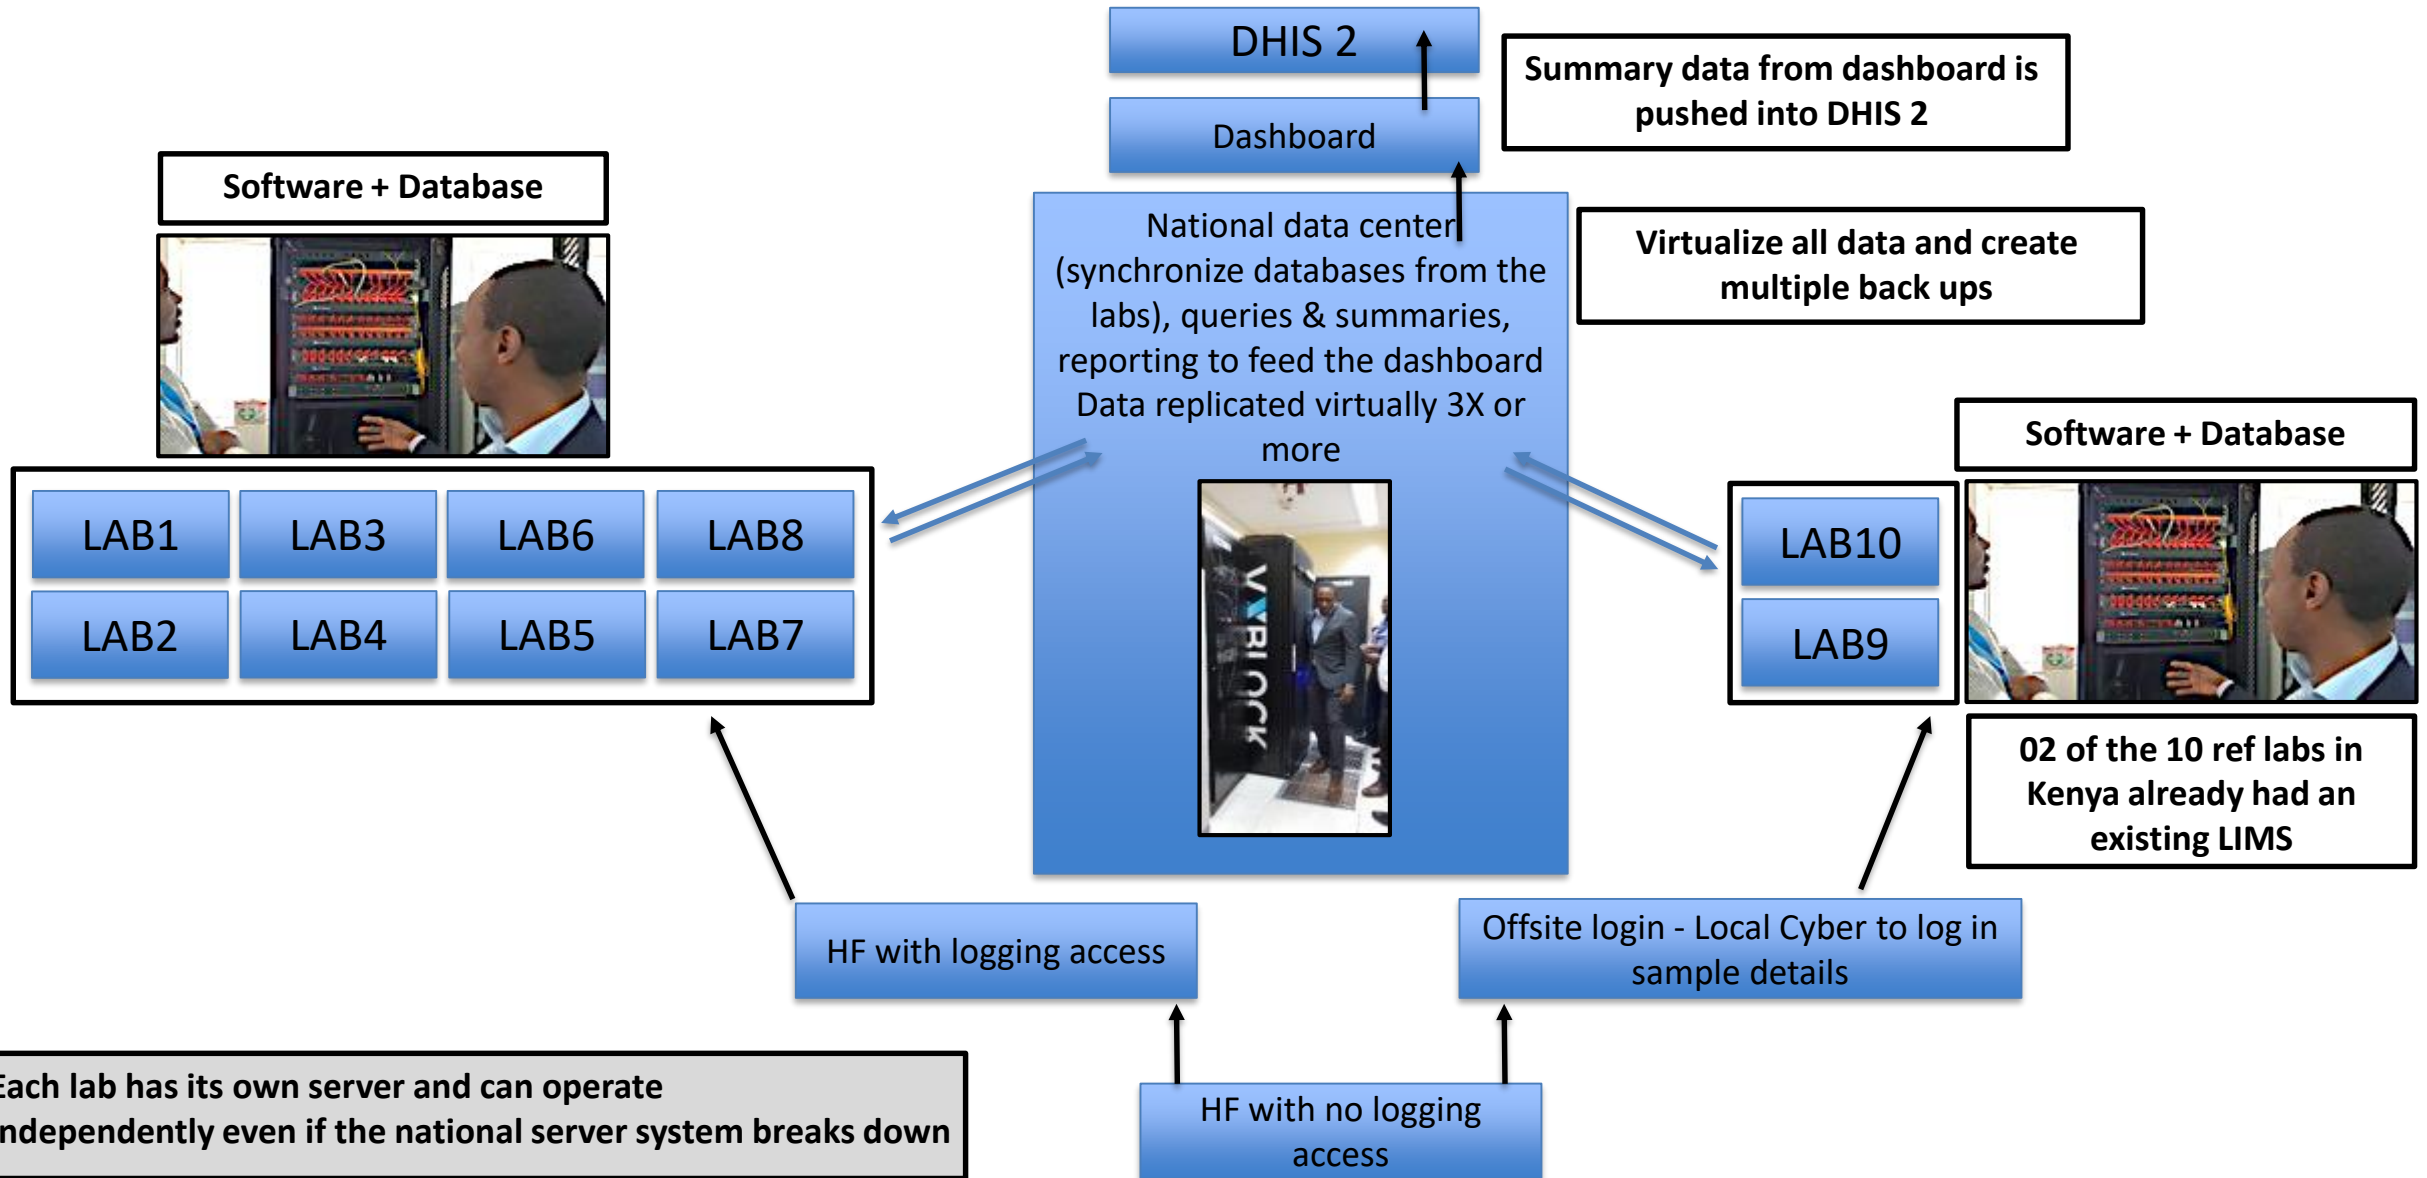 DHIS 2
Summary data from dashboard is
pushed into DHIS 2
Dashboard
Software + Database
National data center
(synchronize databases from the
labs), queries & summaries,
reporting to feed the dashboard
Data replicated virtually 3X or
more
Virtualize all data and create
multiple back ups
Software + Database
LAB1
LAB3
LAB6
LAB8
LAB2
LAB4
LAB5
LAB7
LAB10
LAB9
VBLOCK
02 of the 10 ref labs in
Kenya already had an
existing LIMS
HF with logging access
Offsite login - Local Cyber to log in
sample details
Each lab has its own server and can operate
independently even if the national server system breaks down
HF with no logging
access